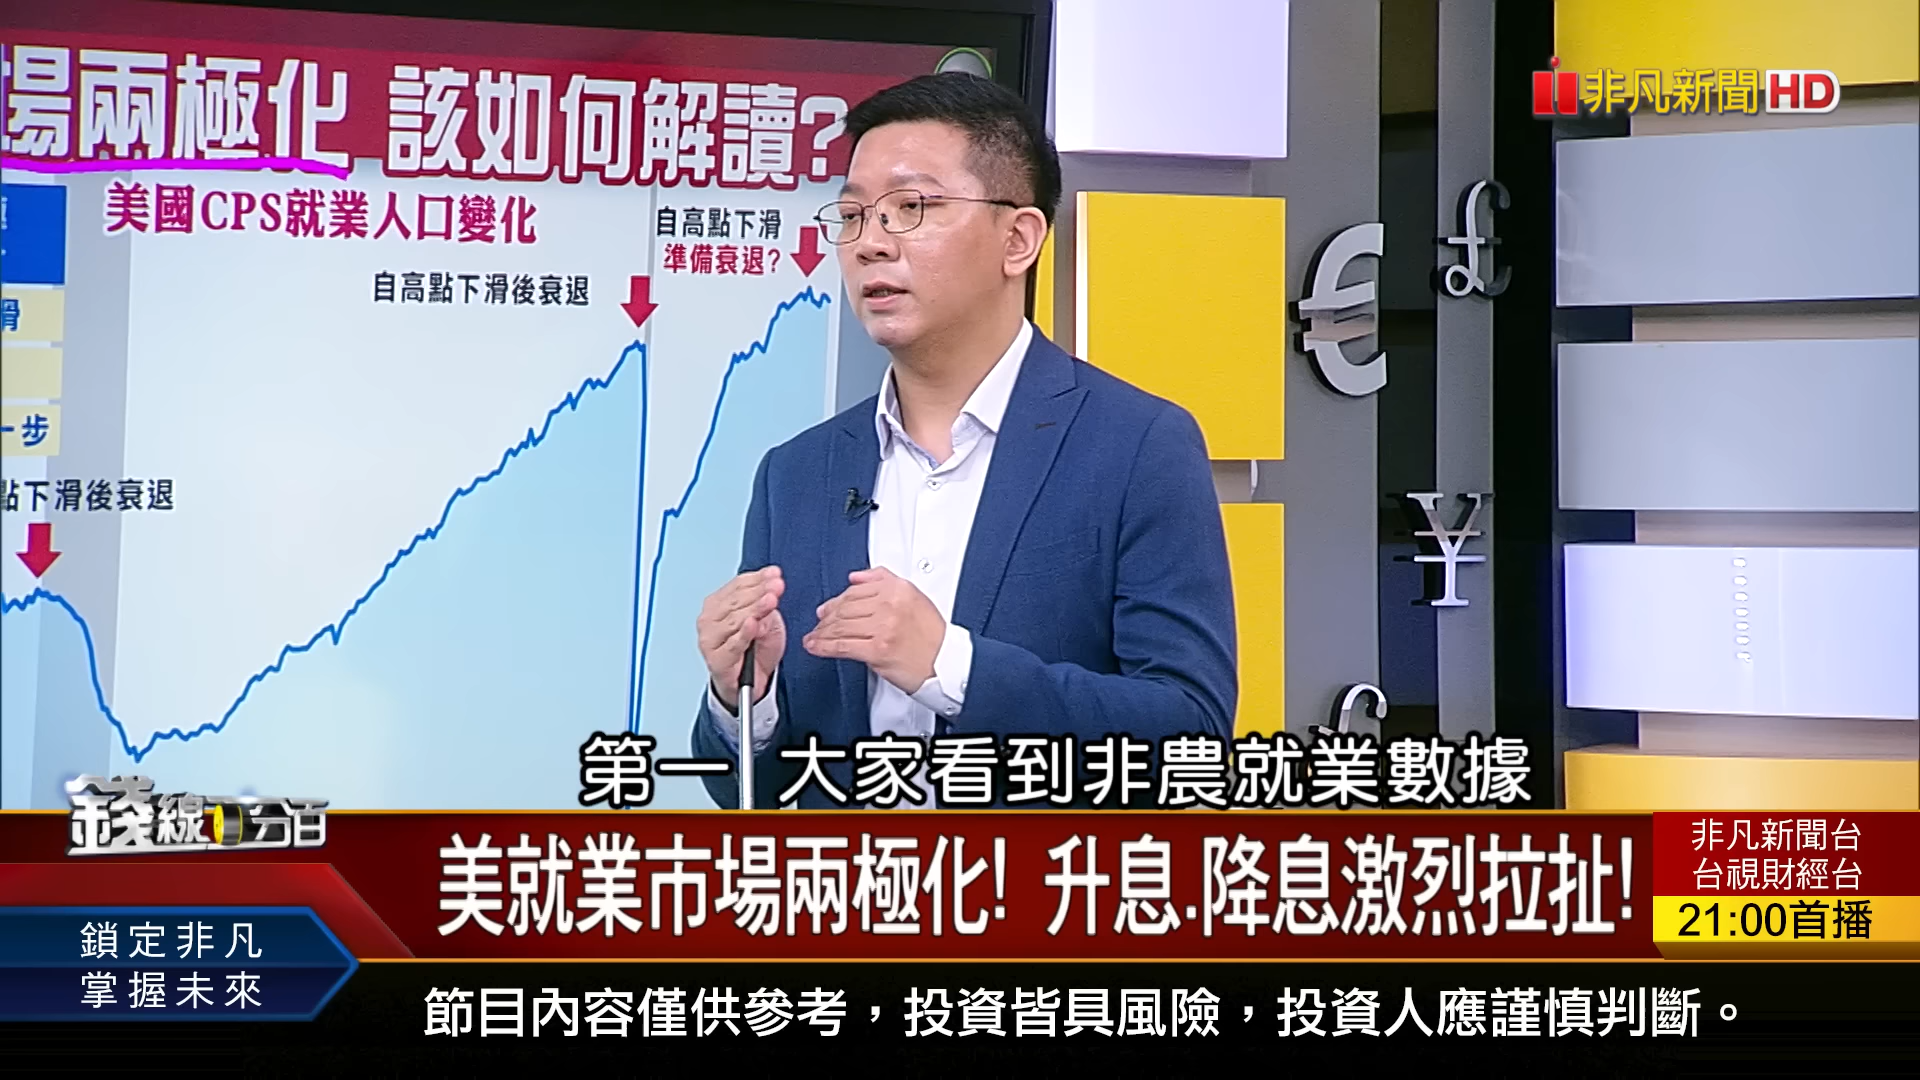 場兩極化 該如何解讀?
非凡新聞HD
美國CPS就業人口變化
自高點下滑
準備衰退?
自高點下滑後衰退
滑
一步
點下滑後衰退
第一 大家看到非農就業數據
錢線百分百
美就業市場兩極化! 升息.降息激烈拉扯!
非凡新聞台
台視財經台
21:00首播
鎖定非凡
掌握未來
節目內容僅供參考，投資皆具風險，投資人應謹慎判斷。